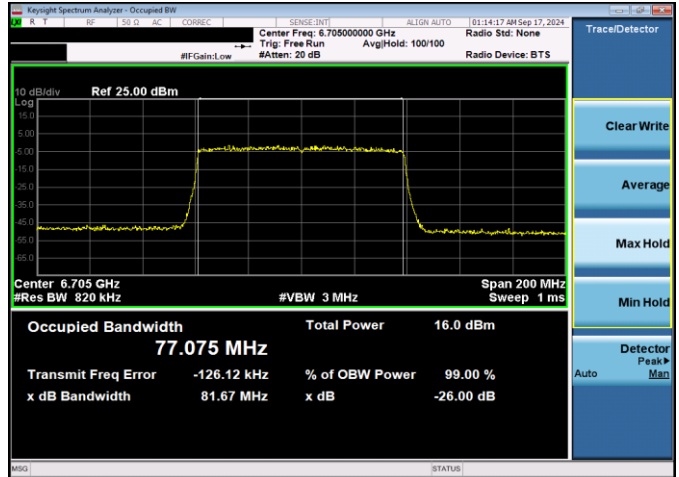 Keysight Spectrum Analyzer - Occupied BW
R T RF 50 Ω AC CORREC SENSE:INT ALIGN AUTO 01:14:17 AM Sep 17, 2024
Center Freq: 6.705000000 GHz Radio Std: None
Trig: Free Run Avg|Hold: 100/100
#IFGain:Low #Atten: 20 dB Radio Device: BTS
Trace/Detector
10 dB/div Ref 25.00 dBm
Log
15.0
5.00
-5.00
-15.0
-25.0
-35.0
-45.0
-55.0
-65.0
Center 6.705 GHz Span 200 MHz
#Res BW 820 kHz #VBW 3 MHz Sweep 1 ms
Occupied Bandwidth Total Power 16.0 dBm
77.075 MHz
Transmit Freq Error -126.12 kHz % of OBW Power 99.00 %
x dB Bandwidth 81.67 MHz x dB -26.00 dB
Clear Write
Average
Max Hold
Min Hold
Detector
Peak▶
Auto Man
MSG STATUS